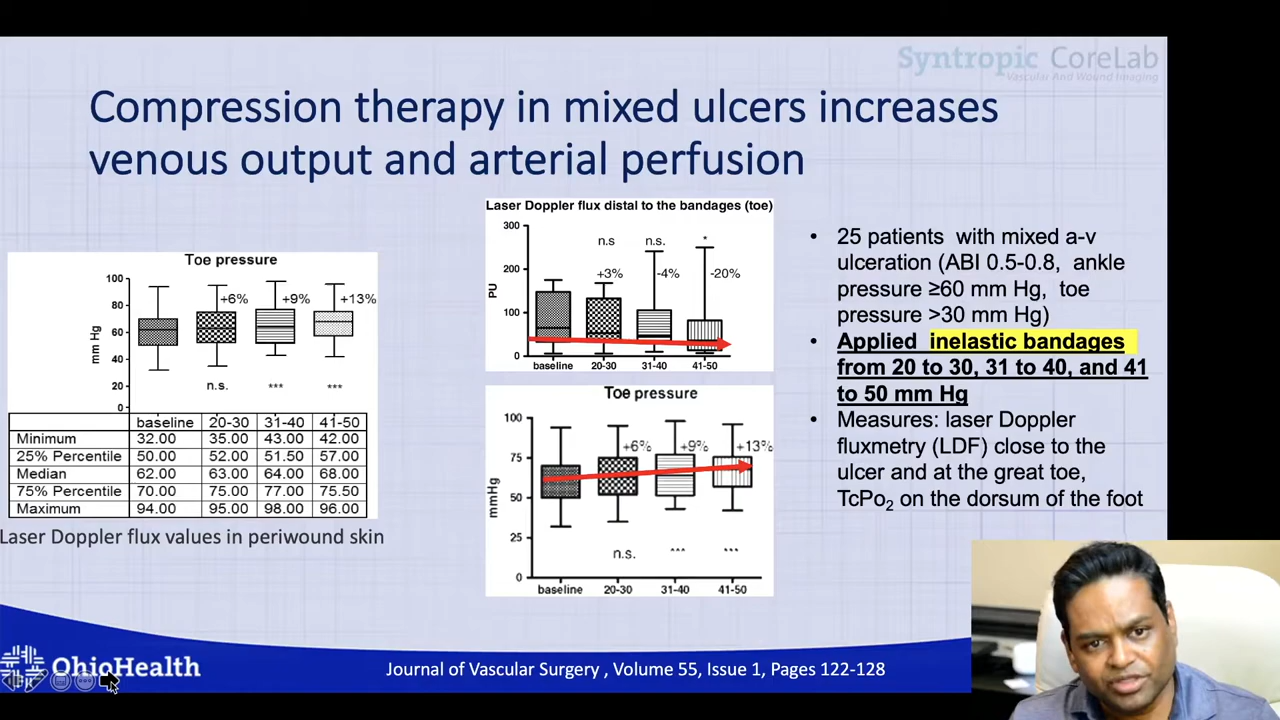 Syntropic CoreLab
Vascular And Wound Imaging
Compression therapy in mixed ulcers increases
venous output and arterial perfusion
Toe pressure
mm Hg
100
80
60
40
20
0
+6%
+9%
+13%
n.s.
***
***
baseline 20-30 31-40 41-50
Minimum 32.00 35.00 43.00 42.00
25% Percentile 50.00 52.00 51.50 57.00
Median 62.00 63.00 64.00 68.00
75% Percentile 70.00 75.00 77.00 75.50
Maximum 94.00 95.00 98.00 96.00
Laser Doppler flux values in periwound skin
Laser Doppler flux distal to the bandages (toe)
PU
300
200
100
0
n.s
n.s.
*
+3%
-4%
-20%
baseline 20-30 31-40 41-50
Toe pressure
mmHg
100
75
50
25
0
+6%
+9%
+13%
n.s.
***
***
baseline 20-30 31-40 41-50
• 25 patients with mixed a-v
ulceration (ABI 0.5-0.8, ankle
pressure ≥60 mm Hg, toe
pressure >30 mm Hg)
• Applied inelastic bandages
from 20 to 30, 31 to 40, and 41
to 50 mm Hg
• Measures: laser Doppler
fluxmetry (LDF) close to the
ulcer and at the great toe,
TcPo2 on the dorsum of the foot
OhioHealth
Journal of Vascular Surgery , Volume 55, Issue 1, Pages 122-128